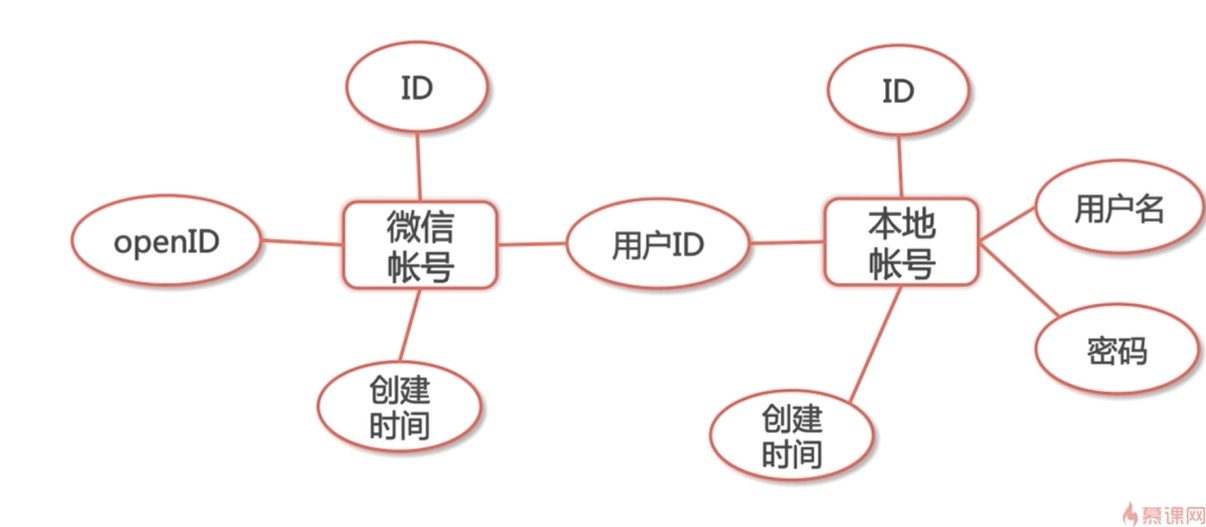 ID
ID
openID
微信
帐号
用户ID
本地
帐号
用户名
密码
创建
时间
创建
时间
慕课网